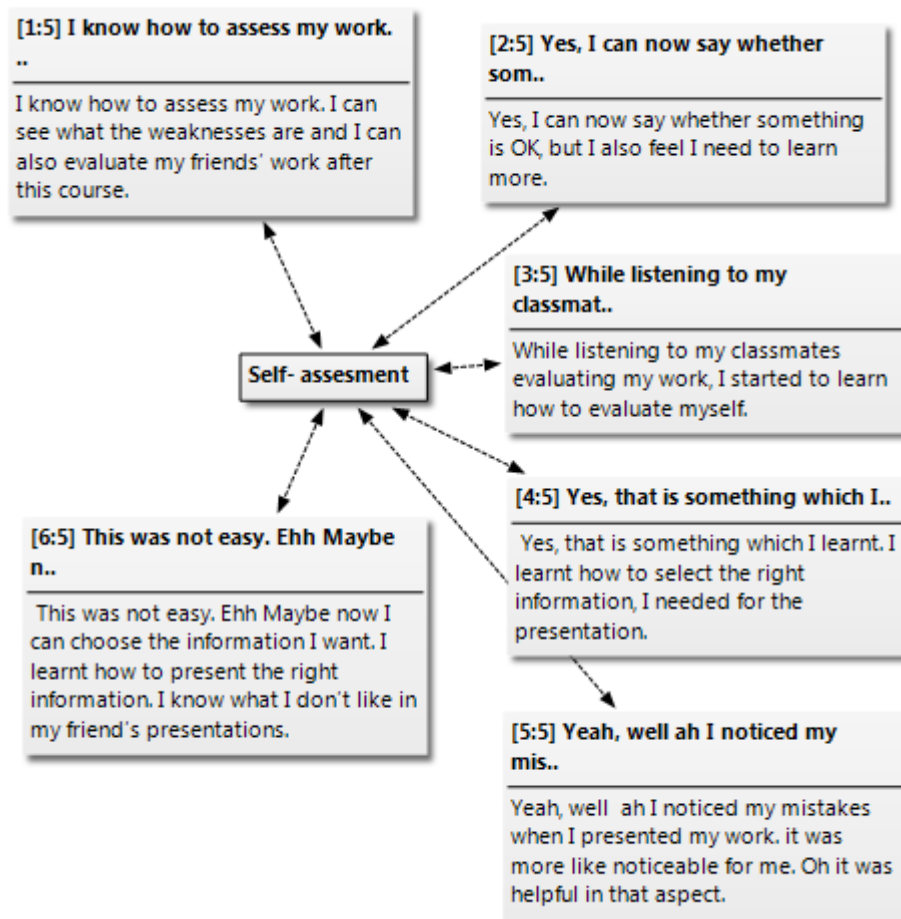 [1:5] I know how to assess my work.
..
I know how to assess my work. I can
see what the weaknesses are and I can
also evaluate my friends' work after
this course.
[2:5] Yes, I can now say whether
som..
Yes, I can now say whether something
is OK, but I also feel I need to learn
more.
[3:5] While listening to my
classmat..
While listening to my classmates
evaluating my work, I started to learn
how to evaluate myself.
Self- assesment
[4:5] Yes, that is something which I..
Yes, that is something which I learnt. I
learnt how to select the right
information, I needed for the
presentation.
[6:5] This was not easy. Ehh Maybe
n..
This was not easy. Ehh Maybe now I
can choose the information I want. I
learnt how to present the right
information. I know what I don't like in
my friend's presentations.
[5:5] Yeah, well ah I noticed my
mis..
Yeah, well ah I noticed my mistakes
when I presented my work. it was
more like noticeable for me. Oh it was
helpful in that aspect.